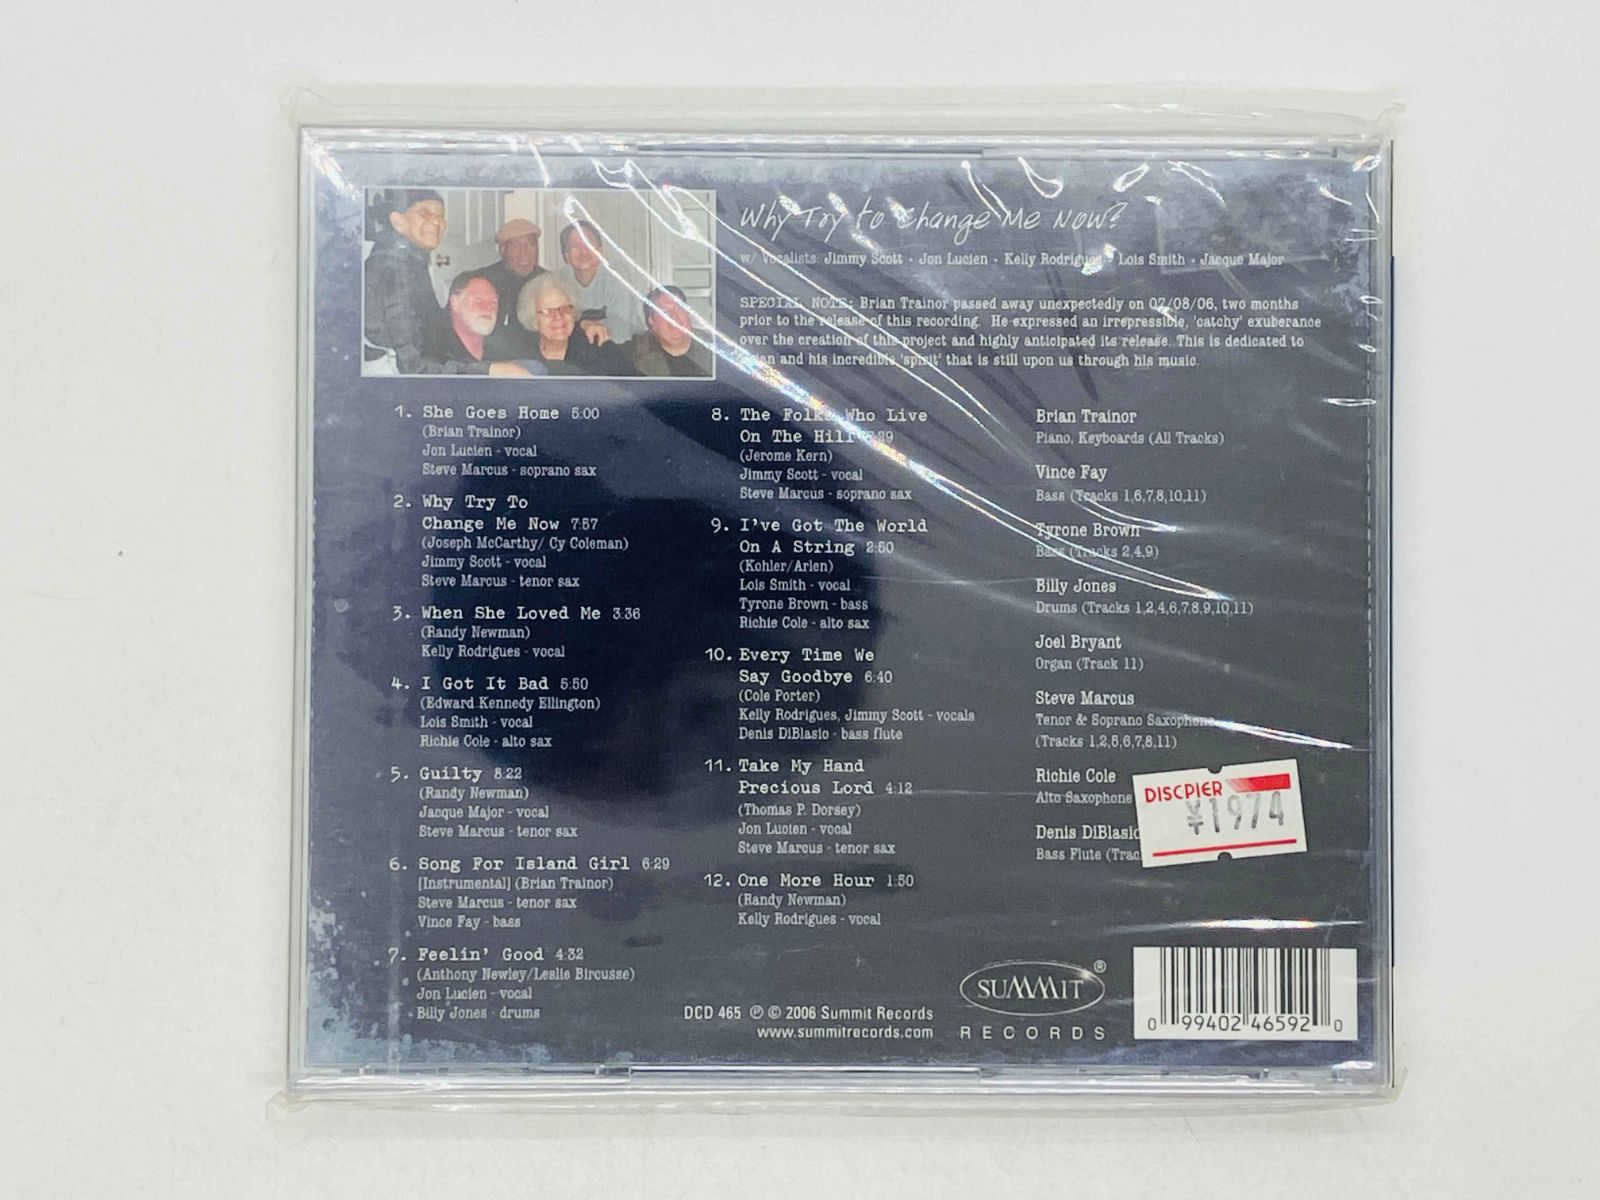 Why Try to Change Me Now?
w/ Vocalists Jimmy Scott · Jon Lucien · Kelly Rodrigues · Lois Smith · Jacque Major
SPECIAL NOTE: Brian Trainor passed away unexpectedly on 07/08/06, two months
prior to the release of this recording. He expressed an irrepressible, 'catchy' exuberance
over the creation of this project and highly anticipated its release. This is dedicated to
Brian and his incredible 'spirit' that is still upon us through his music.
1. She Goes Home 5:00
(Brian Trainor)
Jon Lucien - vocal
Steve Marcus - soprano sax
2. Why Try To
Change Me Now 7:57
(Joseph McCarthy/ Cy Coleman)
Jimmy Scott - vocal
Steve Marcus - tenor sax
3. When She Loved Me 3:36
(Randy Newman)
Kelly Rodrigues - vocal
4. I Got It Bad 5:50
(Edward Kennedy Ellington)
Lois Smith - vocal
Richie Cole - alto sax
5. Guilty 8:22
(Randy Newman)
Jacque Major - vocal
Steve Marcus - tenor sax
6. Song For Island Girl 6:29
[Instrumental] (Brian Trainor)
Steve Marcus - tenor sax
Vince Fay - bass
7. Feelin' Good 4:32
(Anthony Newley/Leslie Bircusse)
Jon Lucien - vocal
Billy Jones - drums
8. The Folks Who Live
On The Hill
(Jerome Kern)
Jimmy Scott - vocal
Steve Marcus - soprano sax
9. I've Got The World
On A String 2:50
(Kohler/Arlen)
Lois Smith - vocal
Tyrone Brown - bass
Richie Cole - alto sax
10. Every Time We
Say Goodbye 6:40
(Cole Porter)
Kelly Rodrigues, Jimmy Scott - vocals
Denis DiBlasio - bass flute
11. Take My Hand
Precious Lord 4:12
(Thomas P. Dorsey)
Jon Lucien - vocal
Steve Marcus - tenor sax
12. One More Hour 1:50
(Randy Newman)
Kelly Rodrigues - vocal
Brian Trainor
Piano, Keyboards (All Tracks)
Vince Fay
Bass (Tracks 1,6,7,8,10,11)
Tyrone Brown
Bass (Tracks 2,4,9)
Billy Jones
Drums (Tracks 1,2,4,6,7,8,9,10,11)
Joel Bryant
Organ (Track 11)
Steve Marcus
Tenor & Soprano Saxophone
(Tracks 1,2,5,6,7,8,11)
Richie Cole
Alto Saxophone
Denis DiBlasio
Bass Flute
DISCPIER
¥1974
DCD 465 ℗ © 2006 Summit Records
www.summitrecords.com
SUMMIT®
RECORDS
0 99402 46592 0